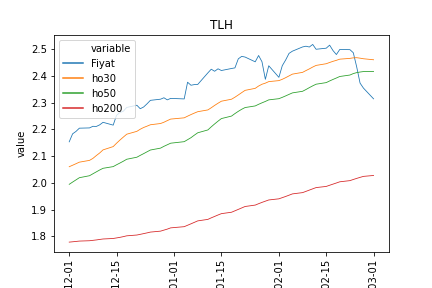 TLH
variable
Fiyat
ho30
ho50
ho200
value
2.5
2.4
2.3
2.2
2.1
2.0
1.9
1.8
12-01
12-15
01-01
01-15
02-01
02-15
03-01